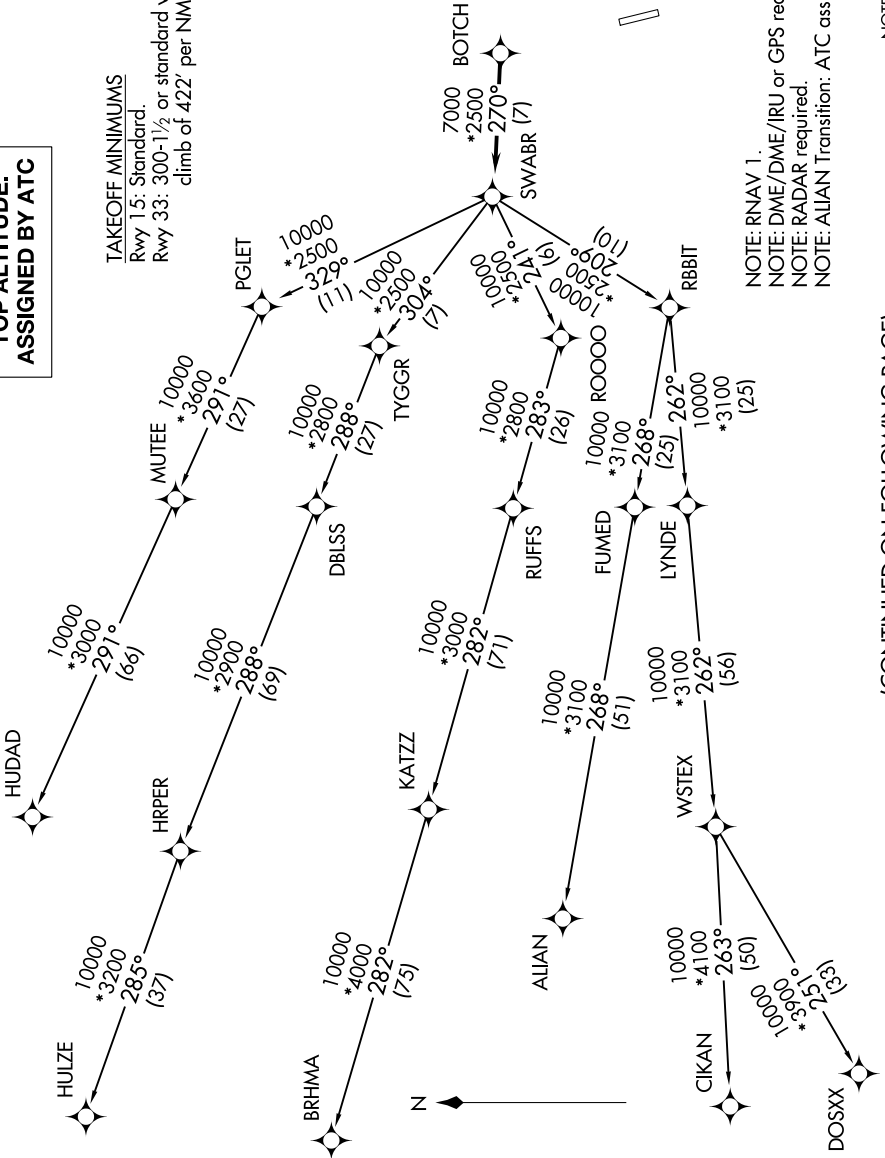 TOP ALTITUDE:
ASSIGNED BY ATC
TAKEOFF MINIMUMS
Rwy 15: Standard.
Rwy 33: 300-1½ or standard
climb of 422' per NM
BOTCH
7000
*2500
270°
(7)
SWABR
10000
*2500
329°
(11)
PGLET
10000
*3600
291°
(27)
MUTEE
10000
*3000
291°
(66)
HUDAD
10000
*2500
304°
(7)
TYGGR
10000
*2800
288°
(27)
DBLSS
10000
*2900
288°
(69)
HRPER
10000
*3200
285°
(37)
HULZE
10000
*2500
241°
(6)
ROOOO
10000
*2800
283°
(26)
RUFFS
10000
*3000
282°
(71)
KATZZ
10000
*4000
282°
(75)
BRHMA
10000
*2500
209°
(10)
RBBIT
10000
*3100
268°
(25)
FUMED
10000
*3100
268°
(51)
ALIAN
262°
10000
*3100
(25)
LYNDE
10000
*3100
262°
(56)
WSTEX
10000
*4100
263°
(50)
CIKAN
10000
*3900
251°
(33)
DOSXX
N
NOTE: RNAV 1.
NOTE: DME/DME/IRU or GPS
NOTE: RADAR required.
NOTE: ALIAN Transition: ATC
(CONTINUED ON FOLLOWING PAGE)